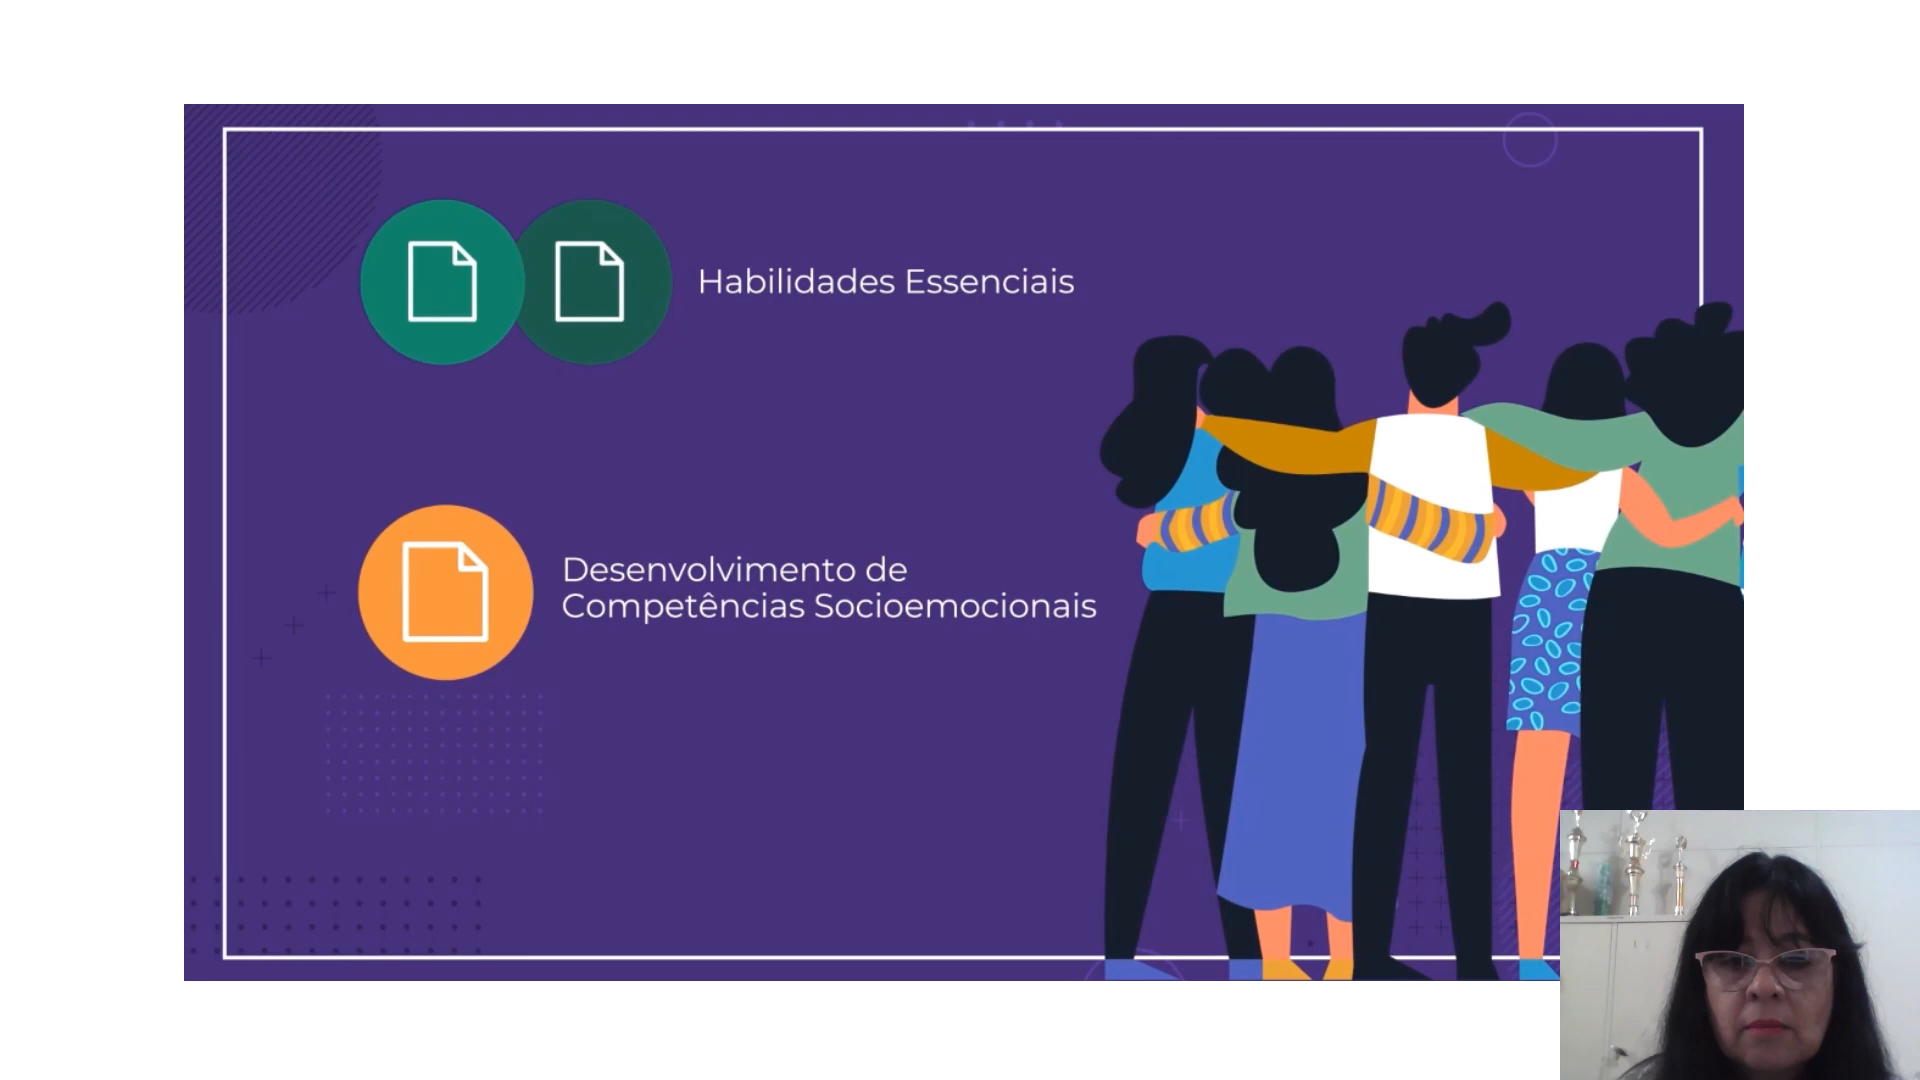 Habilidades Essenciais
Desenvolvimento de
Competências Socioemocionais